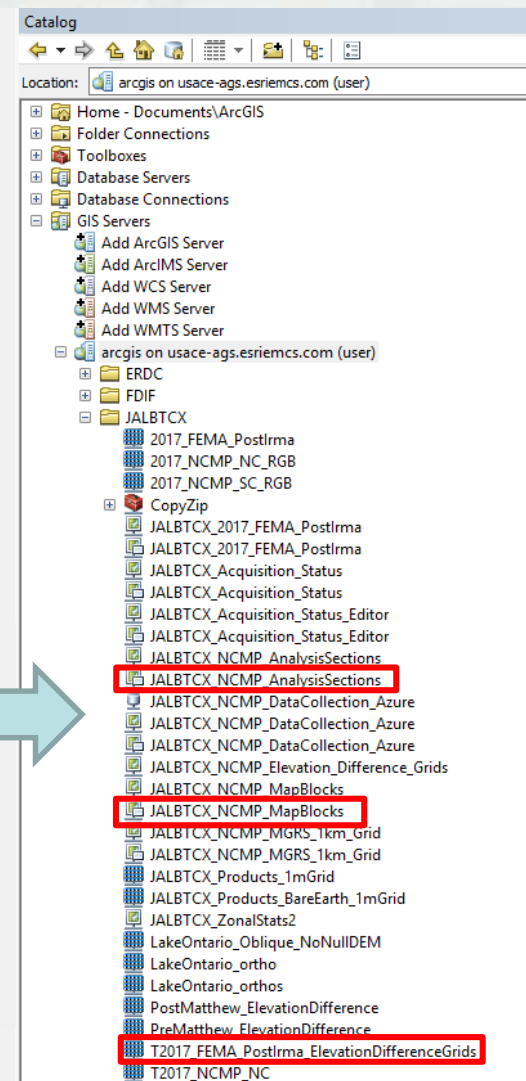 Catalog
Location: arcgis on usace-ags.esriemcs.com (user)
Home - Documents\ArcGIS
Folder Connections
Toolboxes
Database Servers
Database Connections
GIS Servers
Add ArcGIS Server
Add ArcIMS Server
Add WCS Server
Add WMS Server
Add WMTS Server
arcgis on usace-ags.esriemcs.com (user)
ERDC
FDIF
JALBTCX
2017_FEMA_PostIrma
2017_NCMP_NC_RGB
2017_NCMP_SC_RGB
CopyZip
JALBTCX_2017_FEMA_PostIrma
JALBTCX_2017_FEMA_PostIrma
JALBTCX_Acquisition_Status
JALBTCX_Acquisition_Status
JALBTCX_Acquisition_Status_Editor
JALBTCX_Acquisition_Status_Editor
JALBTCX_NCMP_AnalysisSections
JALBTCX_NCMP_AnalysisSections
JALBTCX_NCMP_DataCollection_Azure
JALBTCX_NCMP_DataCollection_Azure
JALBTCX_NCMP_DataCollection_Azure
JALBTCX_NCMP_Elevation_Difference_Grids
JALBTCX_NCMP_MapBlocks
JALBTCX_NCMP_MapBlocks
JALBTCX_NCMP_MGRS_1km_Grid
JALBTCX_NCMP_MGRS_1km_Grid
JALBTCX_Products_1mGrid
JALBTCX_Products_BareEarth_1mGrid
JALBTCX_ZonalStats2
LakeOntario_Oblique_NoNullDEM
LakeOntario_ortho
LakeOntario_orthos
PostMatthew_ElevationDifference
PreMatthew_ElevationDifference
T2017_FEMA_PostIrma_ElevationDifferenceGrids
T2017_NCMP_NC